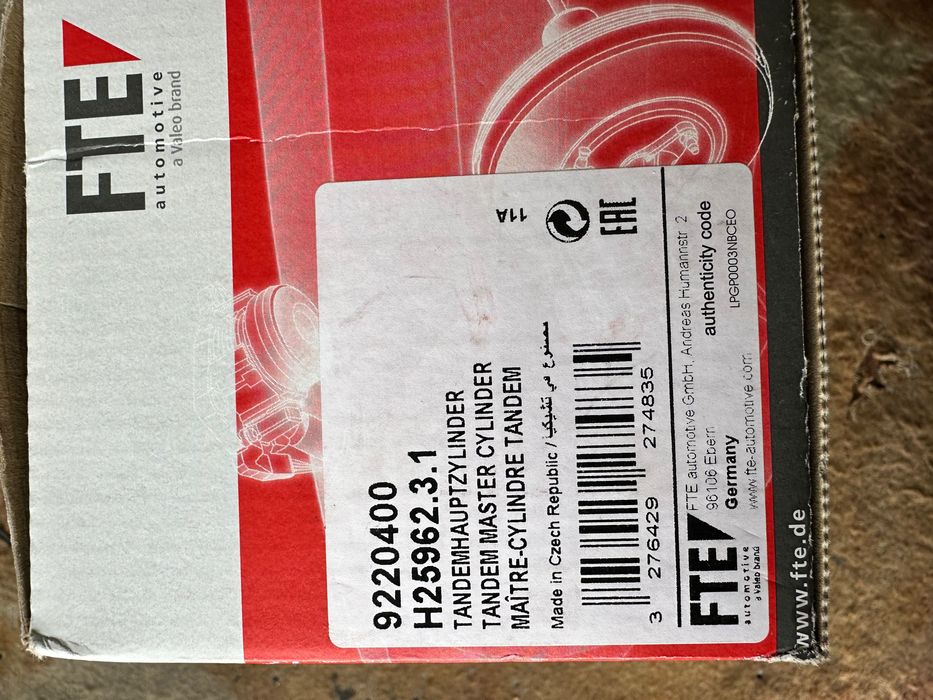 FTE
automotive
a Valeo brand
9220400
H25962.3.1
TANDEMHAUPTZYLINDER
TANDEM MASTER CYLINDER
MAÎTRE-CYLINDRE TANDEM
11A
EAC
Made in Czech Republic / مصنوع في تشيكيا
3 276429 274835
FTE
automotive
a Valeo brand
FTE automotive GmbH, Andreas Humannstr 2
96106 Ebern
Germany
www.fte-automotive.com
authenticity code
LPGP0003NBCEO
www.fte.de